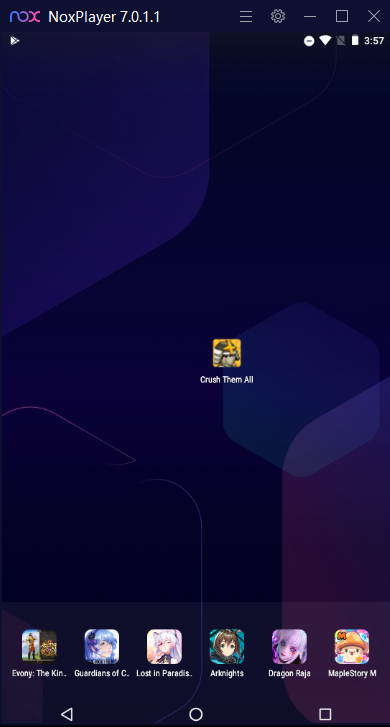 nox NoxPlayer 7.0.1.1
3:57
Crush Them All
Evony: The Kin.. Guardians of C.. Lost in Paradis.. Arknights Dragon Raja MapleStory M